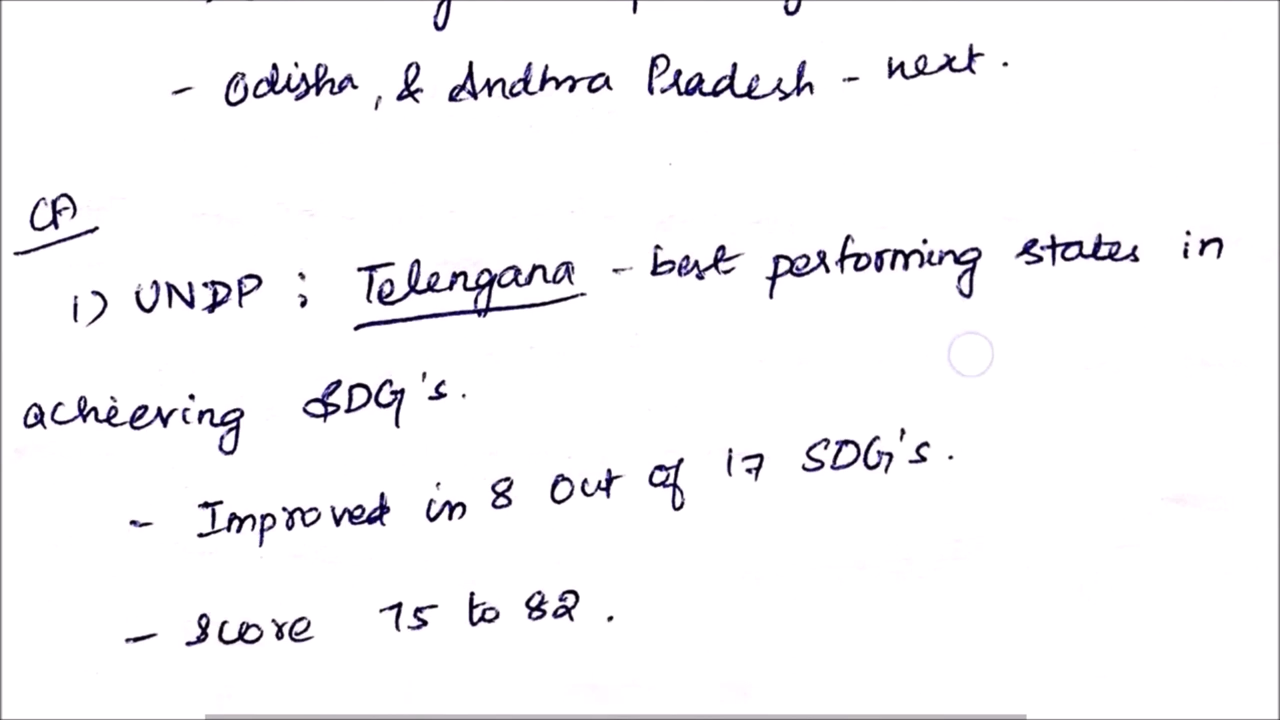 - Odisha, & Andhra Pradesh - next.
CA
1) UNDP : Telengana - best performing states in
acheeving SDG's.
- Improved in 8 out of 17 SDG's.
- Score 75 to 82.